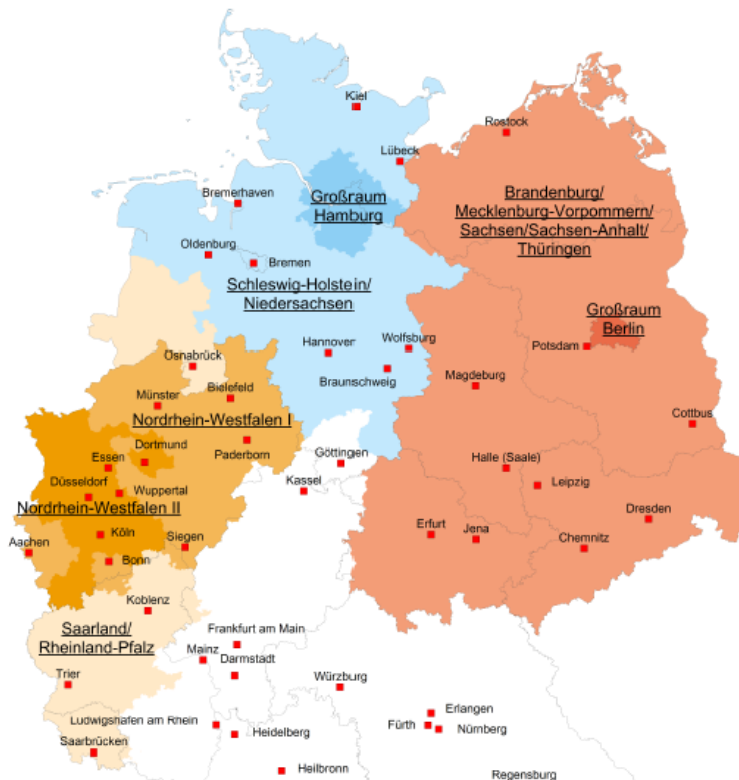 Kiel
Rostock
Lübeck
Bremerhaven
Großraum
Hamburg
Brandenburg/
Mecklenburg-Vorpommern/
Sachsen/Sachsen-Anhalt/
Thüringen
Oldenburg
Bremen
Schleswig-Holstein/
Niedersachsen
Großraum
Berlin
Hannover
Wolfsburg
Potsdam
Osnabrück
Braunschweig
Magdeburg
Bielefeld
Münster
Nordrhein-Westfalen I
Cottbus
Dortmund
Paderborn
Göttingen
Essen
Halle (Saale)
Kassel
Leipzig
Düsseldorf
Wuppertal
Nordrhein-Westfalen II
Dresden
Köln
Siegen
Erfurt
Jena
Chemnitz
Aachen
Bonn
Koblenz
Saarland/
Rheinland-Pfalz
Frankfurt am Main
Mainz
Darmstadt
Trier
Würzburg
Erlangen
Ludwigshafen am Rhein
Fürth
Nürnberg
Heidelberg
Saarbrücken
Heilbronn
Regensburg